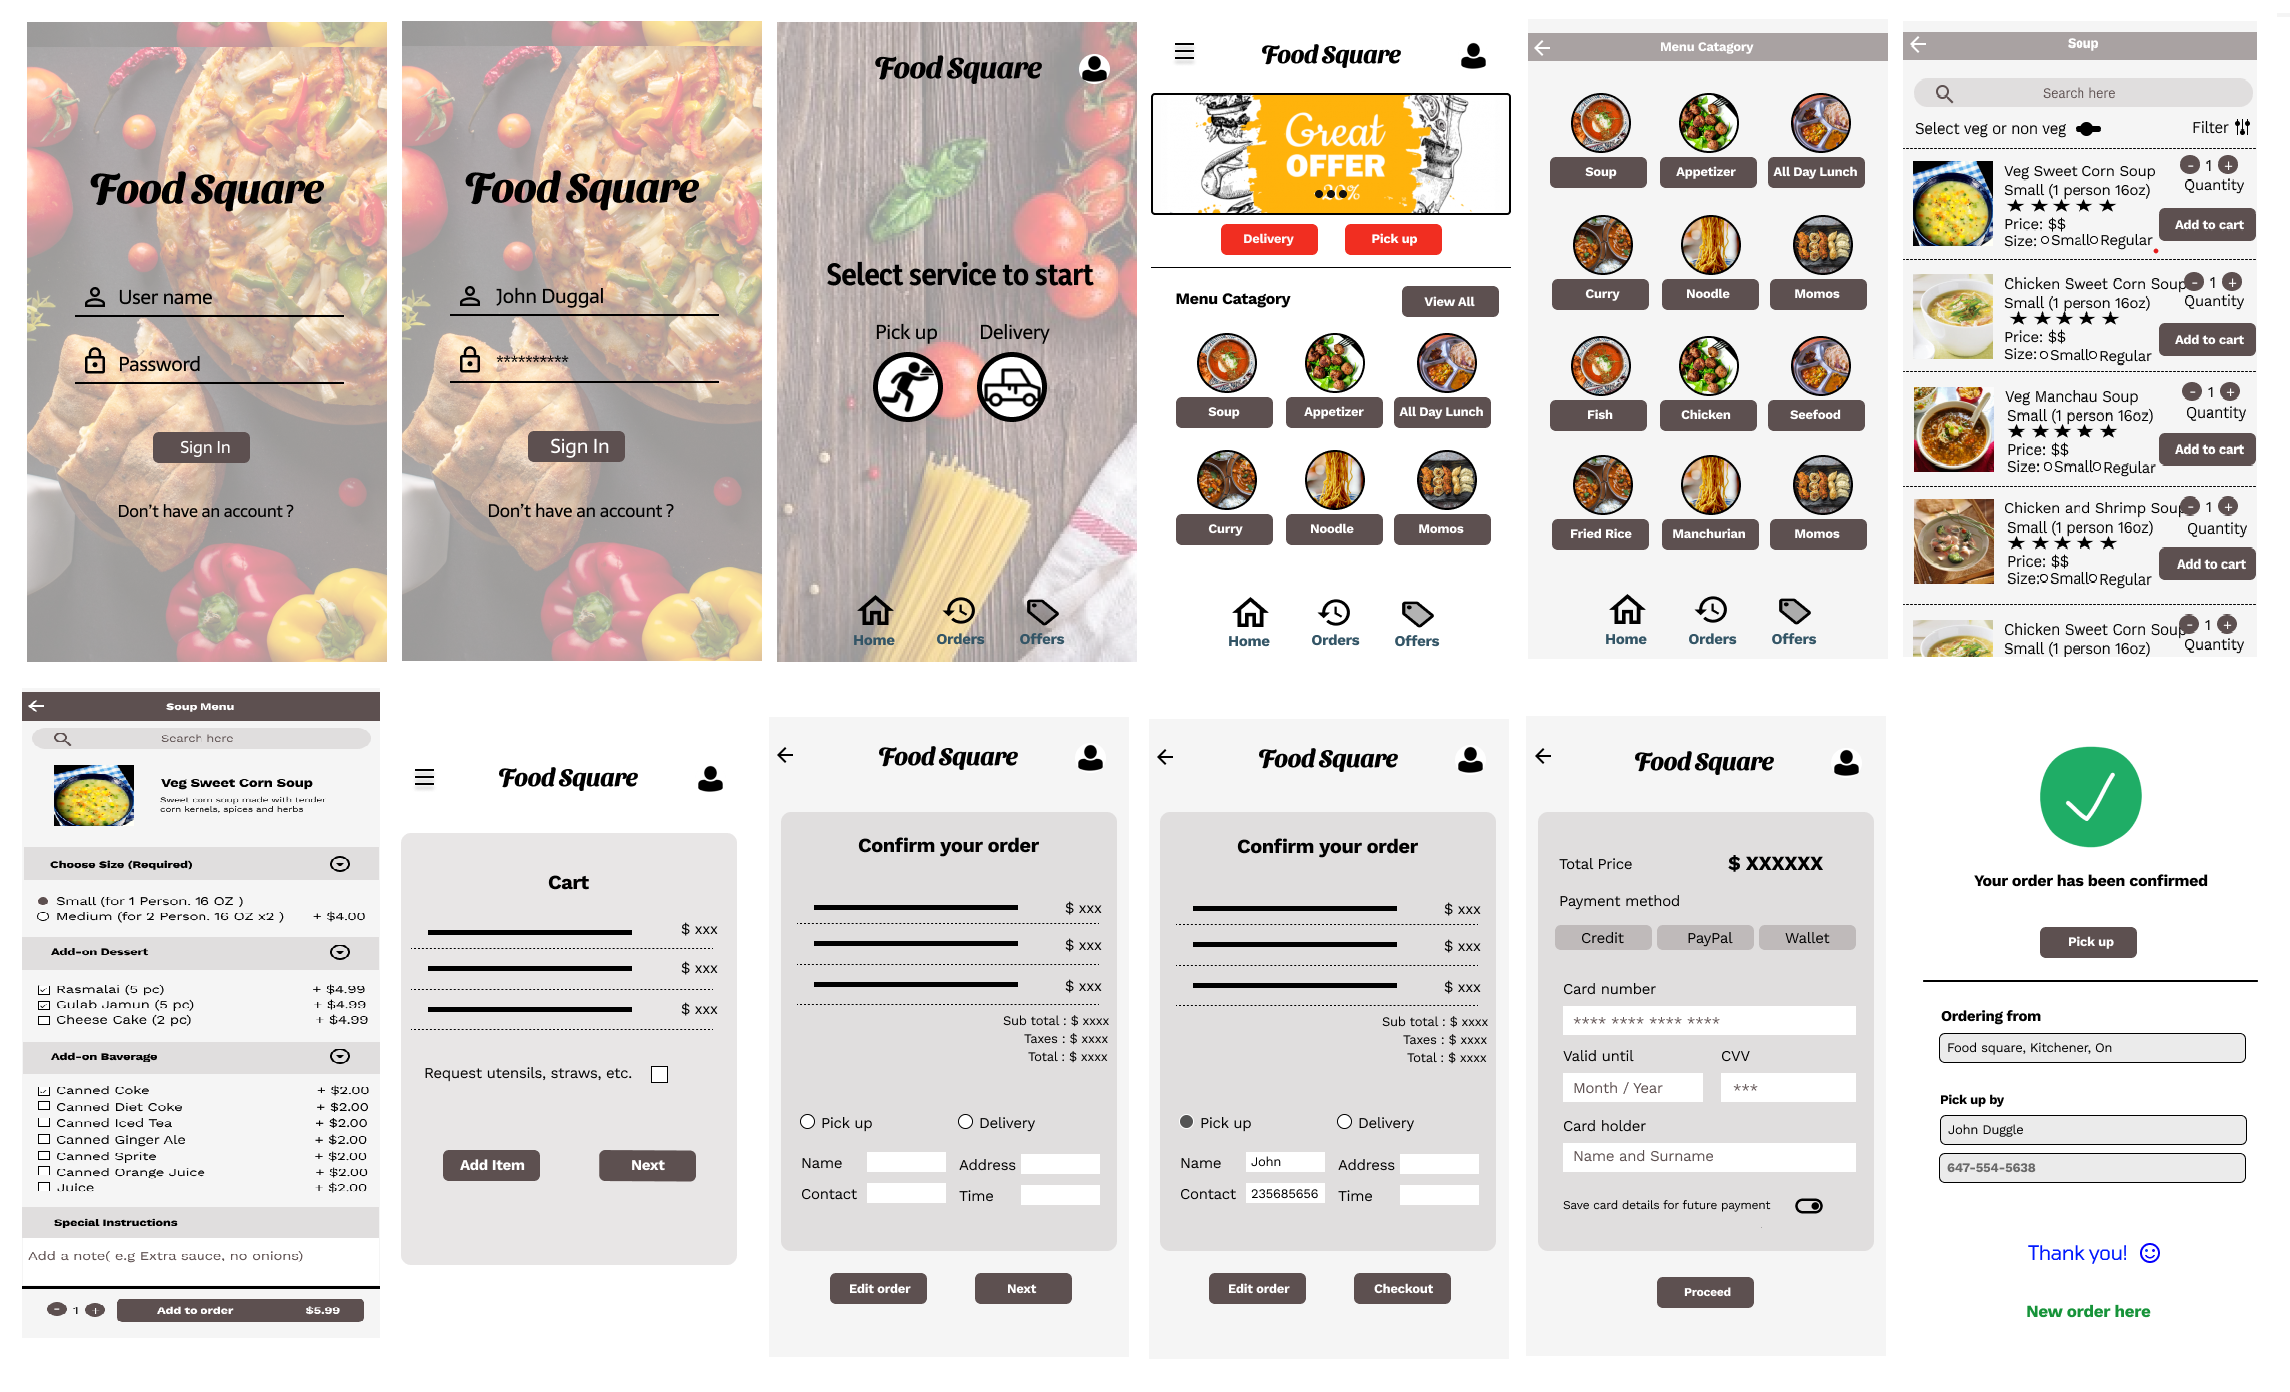 Food Square
User name
Password
Sign In
Don't have an account ?
Food Square
John Duggal
**********
Sign In
Don't have an account ?
Food Square
Select service to start
Pick up Delivery
Home Orders Offers
Food Square
Great
OFFER
Delivery Pick up
Menu Catagory View All
Soup Appetizer All Day Lunch
Curry Noodle Momos
Home Orders Offers
Menu Catagory
Soup Appetizer All Day Lunch
Curry Noodle Momos
Fish Chicken Seefood
Fried Rice Manchurian Momos
Home Orders Offers
Soup
Search here
Select veg or non veg Filter
Veg Sweet Corn Soup - 1 +
Small (1 person 16oz) Quantity
★ ★ ★ ★ ★
Price: $$ Add to cart
Size: Small Regular
Chicken Sweet Corn Soup - 1 +
Small (1 person 16oz) Quantity
★ ★ ★ ★ ★
Price: $$ Add to cart
Size: Small Regular
Veg Manchau Soup - 1 +
Small (1 person 16oz) Quantity
★ ★ ★ ★ ★
Price: $$ Add to cart
Size: Small Regular
Chicken and Shrimp Soup - 1 +
Small (1 person 16oz) Quantity
★ ★ ★ ★ ★
Price: $$ Add to cart
Size: Small Regular
Chicken Sweet Corn Soup - 1 +
Small (1 person 16oz) Quantity
Soup Menu
Search here
Veg Sweet Corn Soup
Sweet corn soup made with tender
corn kernels, spices and herbs
Choose Size (Required)
Small (for 1 Person. 16 OZ )
Medium (for 2 Person. 16 OZ x2 ) + $4.00
Add-on Dessert
Rasmalai (5 pc) + $4.99
Gulab Jamun (5 pc) + $4.99
Cheese Cake (2 pc) + $4.99
Add-on Baverage
Canned Coke + $2.00
Canned Diet Coke + $2.00
Canned Iced Tea + $2.00
Canned Ginger Ale + $2.00
Canned Sprite + $2.00
Canned Orange Juice + $2.00
Juice + $2.00
Special Instructions
Add a note( e.g Extra sauce, no onions)
- 1 + Add to order $5.99
Food Square
Cart
$ xxx
$ xxx
$ xxx
Request utensils, straws, etc.
Add Item Next
Food Square
Confirm your order
$ xxx
$ xxx
$ xxx
Sub total : $ xxxx
Taxes : $ xxxx
Total : $ xxxx
Pick up Delivery
Name Address
Contact Time
Edit order Next
Food Square
Confirm your order
$ xxx
$ xxx
$ xxx
Sub total : $ xxxx
Taxes : $ xxxx
Total : $ xxxx
Pick up Delivery
Name John Address
Contact 235685656 Time
Edit order Checkout
Food Square
Total Price $ XXXXXX
Payment method
Credit PayPal Wallet
Card number
**** **** **** ****
Valid until CVV
Month / Year ***
Card holder
Name and Surname
Save card details for future payment
Proceed
Your order has been confirmed
Pick up
Ordering from
Food square, Kitchener, On
Pick up by
John Duggle
647-554-5638
Thank you!
New order here